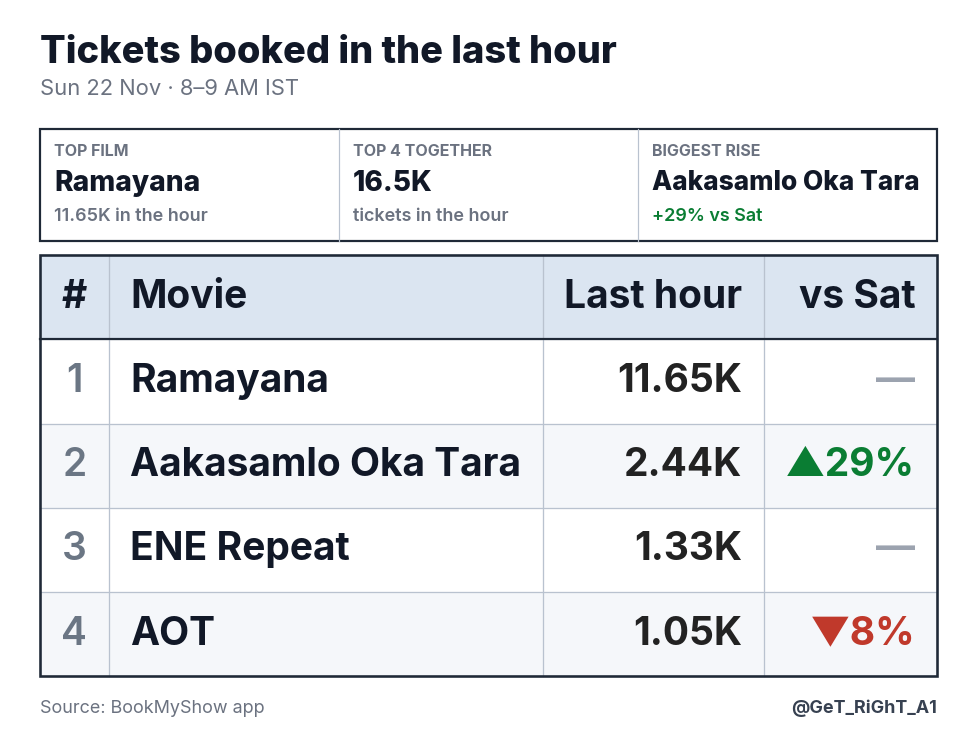 Tickets booked in the last hour
Sun 22 Nov · 8–9 AM IST
TOP FILM
Ramayana
11.65K in the hour
TOP 4 TOGETHER
16.5K
tickets in the hour
BIGGEST RISE
Aakasamlo Oka Tara
+29% vs Sat
# Movie Last hour vs Sat
1 Ramayana 11.65K —
2 Aakasamlo Oka Tara 2.44K ▲29%
3 ENE Repeat 1.33K —
4 AOT 1.05K ▼8%
Source: BookMyShow app @GeT_RiGhT_A1